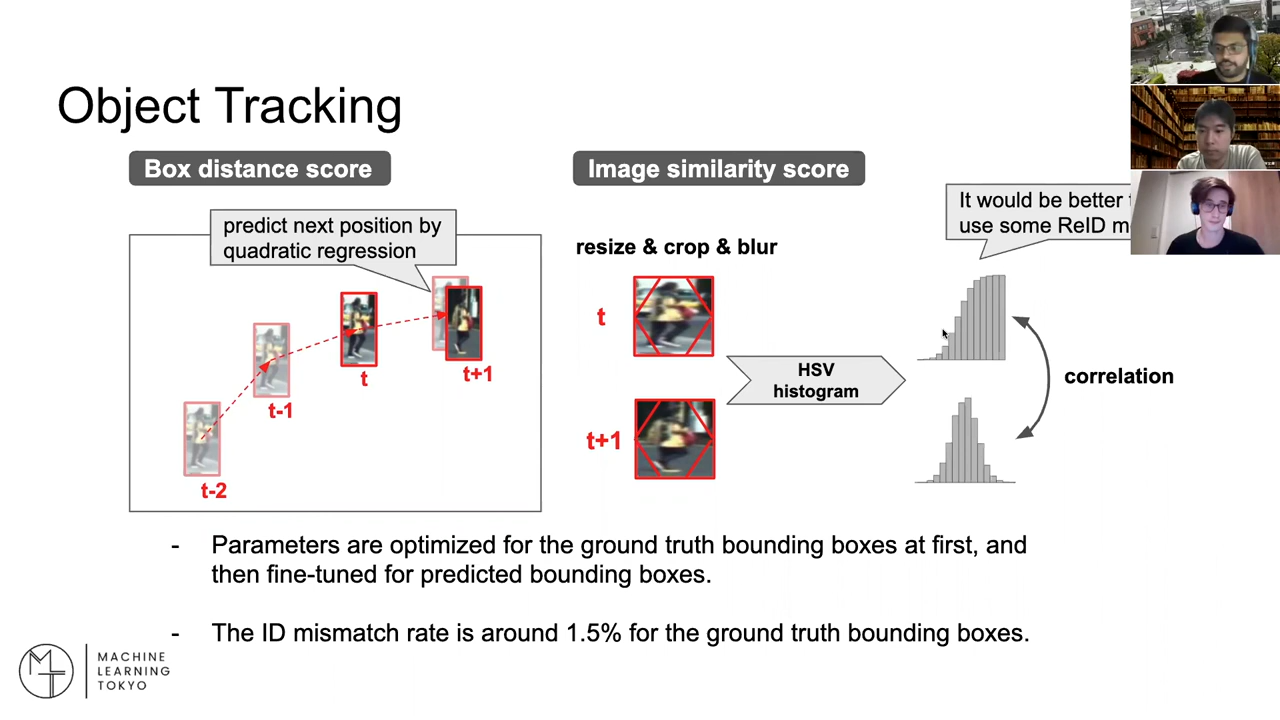 Object Tracking
Box distance score
predict next position by
quadratic regression
t-2
t-1
t
t+1
Image similarity score
resize & crop & blur
t
t+1
HSV
histogram
It would be better
use some ReID
correlation
- Parameters are optimized for the ground truth bounding boxes at first, and
then fine-tuned for predicted bounding boxes.
- The ID mismatch rate is around 1.5% for the ground truth bounding boxes.
MACHINE
LEARNING
TOKYO